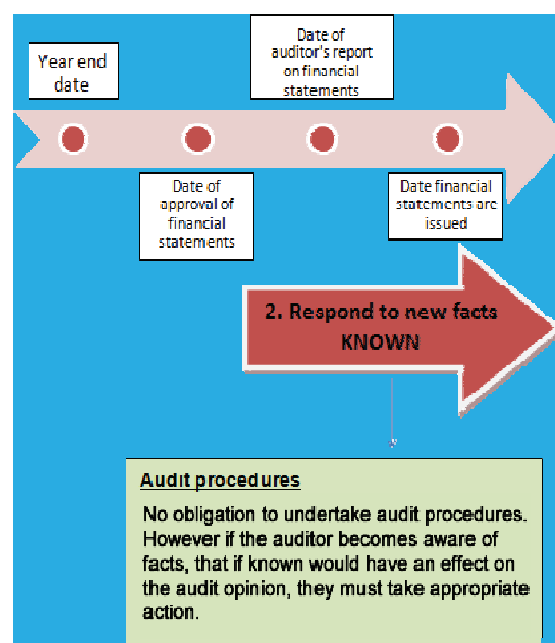 Date of
auditor's report
on financial
statements
Year end
date
Date of
approval of
financial
statements
Date financial
statements are
issued
2. Respond to new facts
KNOWN
Audit procedures
No obligation to undertake audit procedures.
However if the auditor becomes aware of
facts, that if known would have an effect on
the audit opinion, they must take appropriate
action.